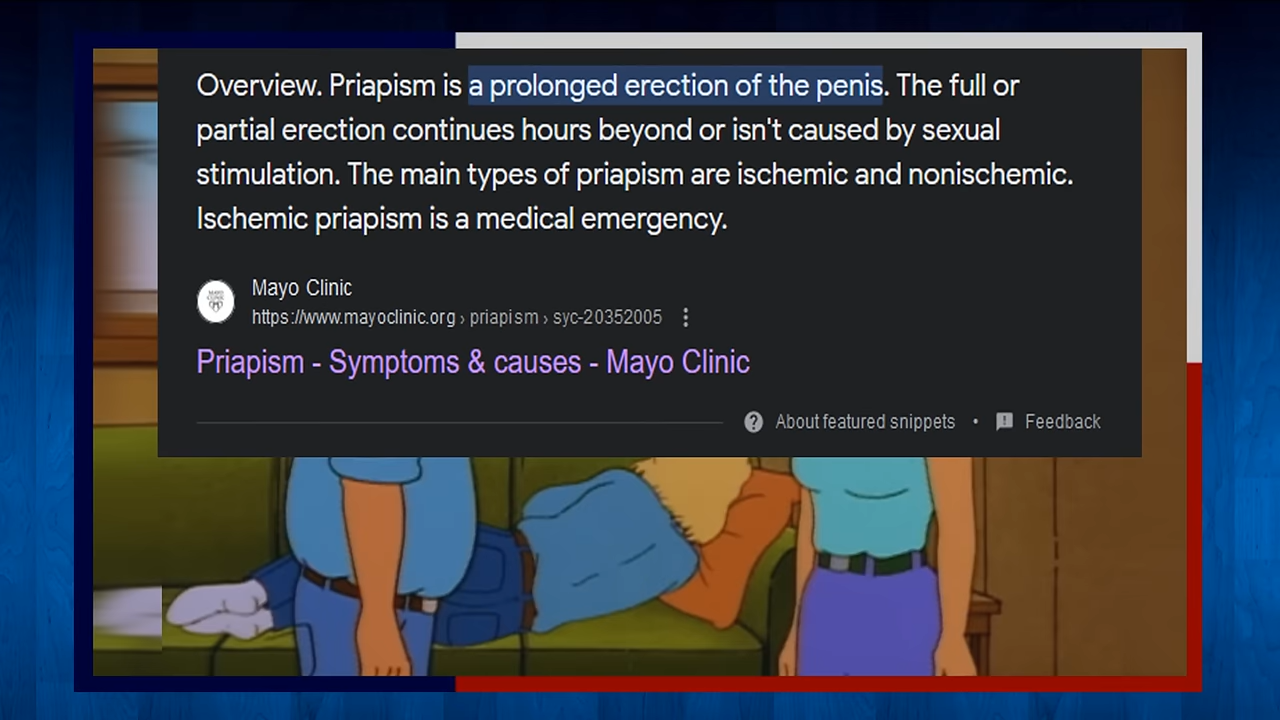 Overview. Priapism is a prolonged erection of the penis. The full or
partial erection continues hours beyond or isn't caused by sexual
stimulation. The main types of priapism are ischemic and nonischemic.
Ischemic priapism is a medical emergency.
Mayo Clinic
https://www.mayoclinic.org › priapism › syc-20352005
Priapism - Symptoms & causes - Mayo Clinic
About featured snippets • Feedback